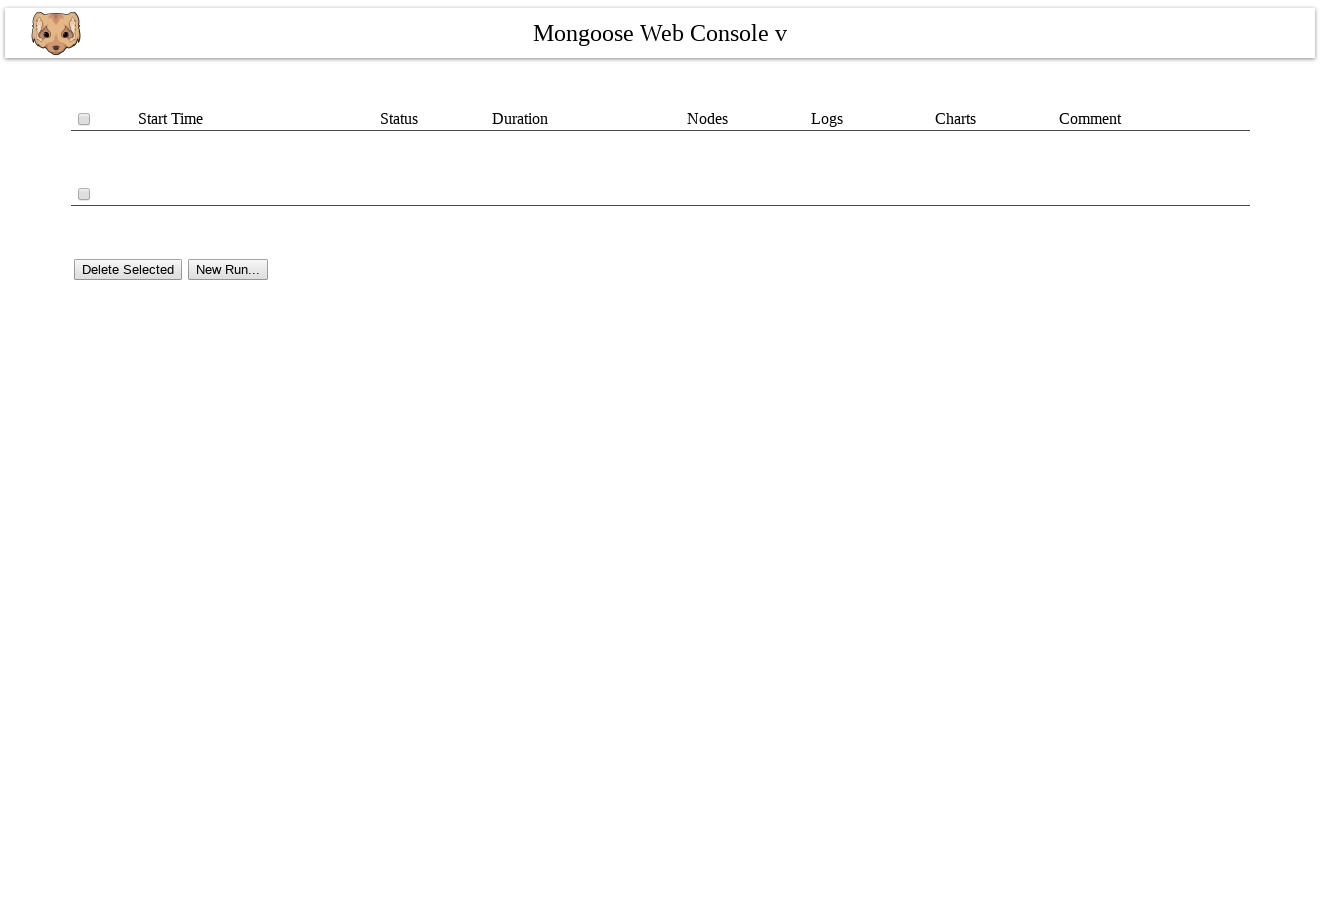 Mongoose Web Console v
Start Time Status Duration Nodes Logs Charts Comment
Delete Selected New Run...